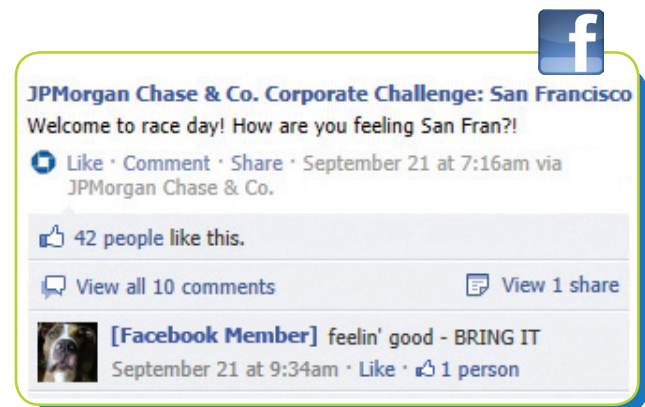 f
JPMorgan Chase & Co. Corporate Challenge: San Francisco
Welcome to race day! How are you feeling San Fran?!
Like · Comment · Share · September 21 at 7:16am via
JPMorgan Chase & Co.
42 people like this.
View all 10 comments View 1 share
[Facebook Member] feelin' good - BRING IT
September 21 at 9:34am · Like · 1 person